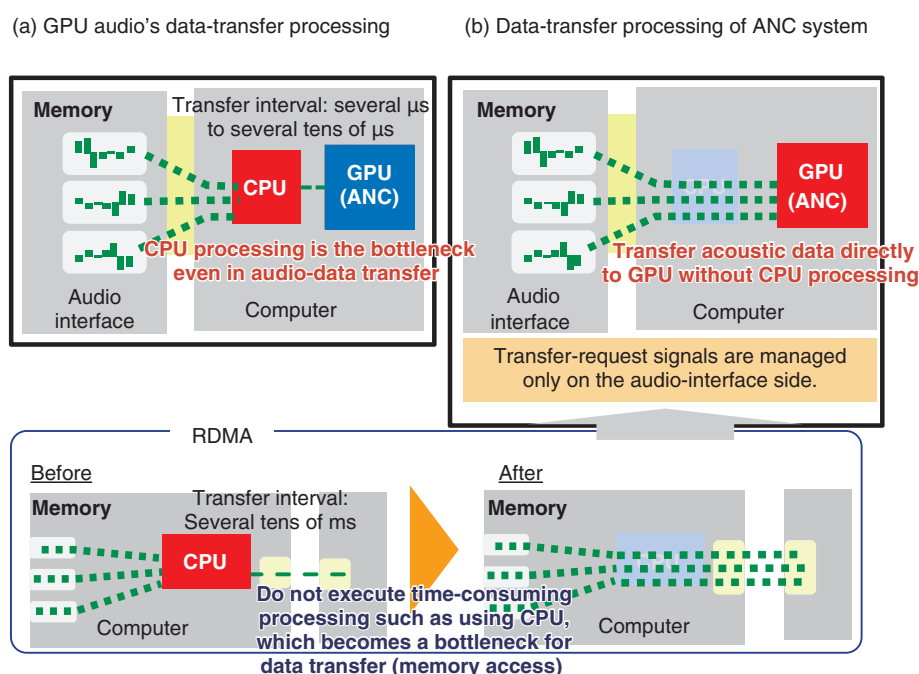 (a) GPU audio's data-transfer processing
Memory
Transfer interval: several µs
to several tens of µs
CPU
GPU
(ANC)
CPU processing is the bottleneck
even in audio-data transfer
Audio
interface
Computer
(b) Data-transfer processing of ANC system
Memory
CPU
GPU
(ANC)
Transfer acoustic data directly
to GPU without CPU processing
Audio
interface
Computer
Transfer-request signals are managed
only on the audio-interface side.
RDMA
Before
Memory
Transfer interval:
Several tens of ms
CPU
Computer
Do not execute time-consuming
processing such as using CPU,
which becomes a bottleneck for
data transfer (memory access)
After
Memory
CPU
Computer